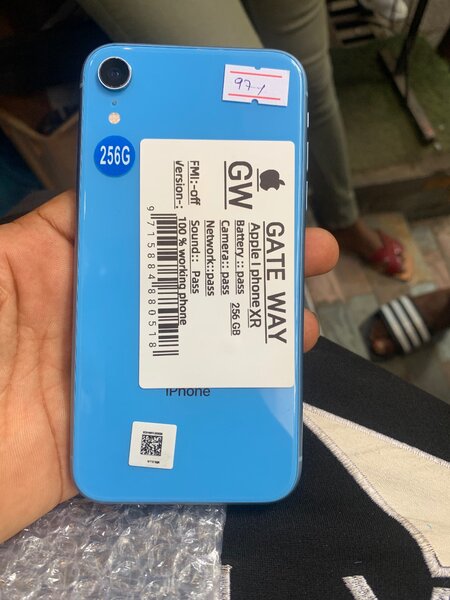 97%
256G
GATE WAY
GW
Apple I phoneXR
Battery :: pass 256 GB
Camera:: pass
Network::pass
Sound:: Pass
100 % working phone
FMI:-off
Version-:
9715884880518
iPhone